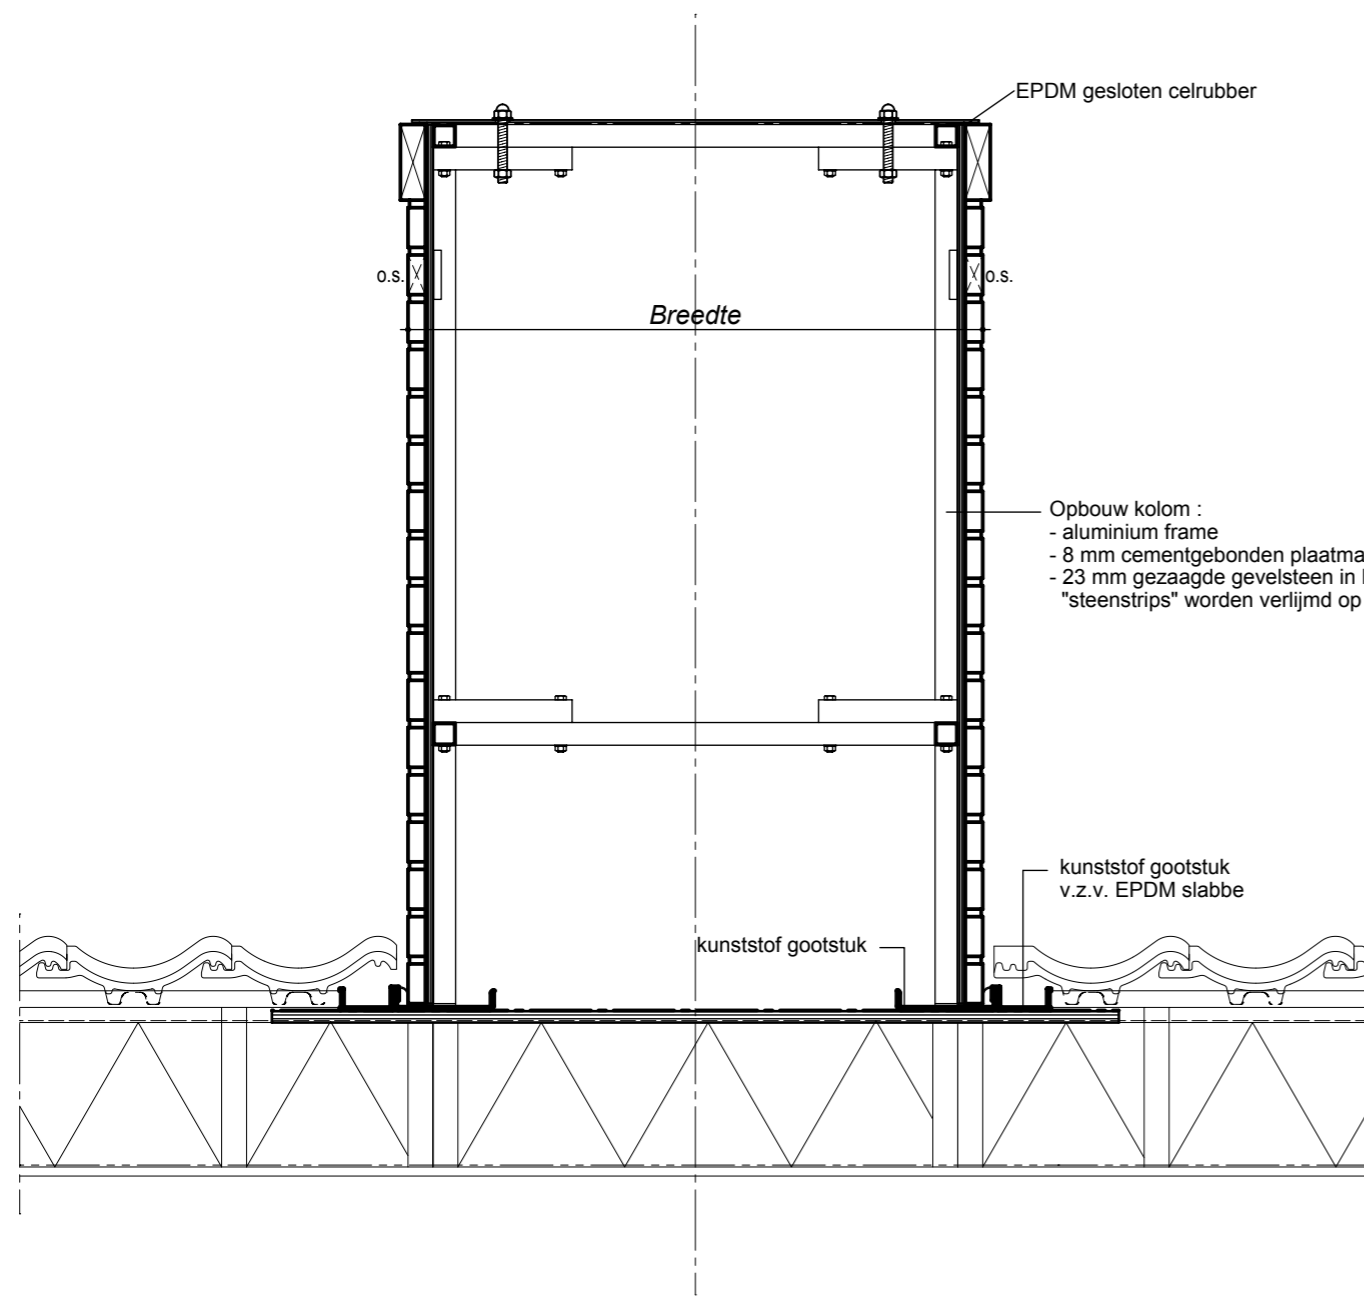 EPDM gesloten celrubber
o.s.
o.s.
Breedte
Opbouw kolom :
- aluminium frame
- 8 mm cementgebonden plaatma
- 23 mm gezaagde gevelsteen in
"steenstrips" worden verlijmd op
kunststof gootstuk
v.z.v. EPDM slabbe
kunststof gootstuk